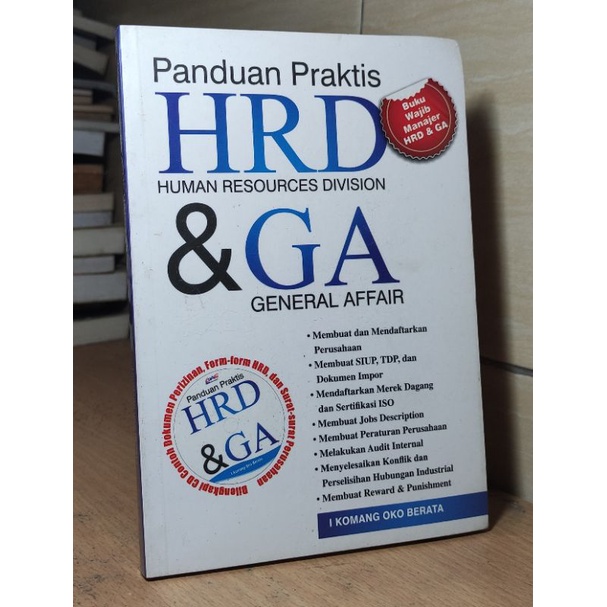 Panduan Praktis
HRD
HUMAN RESOURCES DIVISION
& GA
GENERAL AFFAIR
Buku
Wajib
Manajer
HRD & GA
• Membuat dan Mendaftarkan
Perusahaan
• Membuat SIUP, TDP, dan
Dokumen Impor
• Mendaftarkan Merek Dagang
dan Sertifikasi ISO
• Membuat Jobs Description
• Membuat Peraturan Perusahaan
• Melakukan Audit Internal
• Menyelesaikan Konflik dan
Perselisihan Hubungan Industrial
• Membuat Reward & Punishment
Dilengkapi CD Contoh Dokumen Perizinan, Form-form HRD, dan Surat-surat Perusahaan
Panduan Praktis
HRD
& GA
I Komang Oko Berata
I KOMANG OKO BERATA